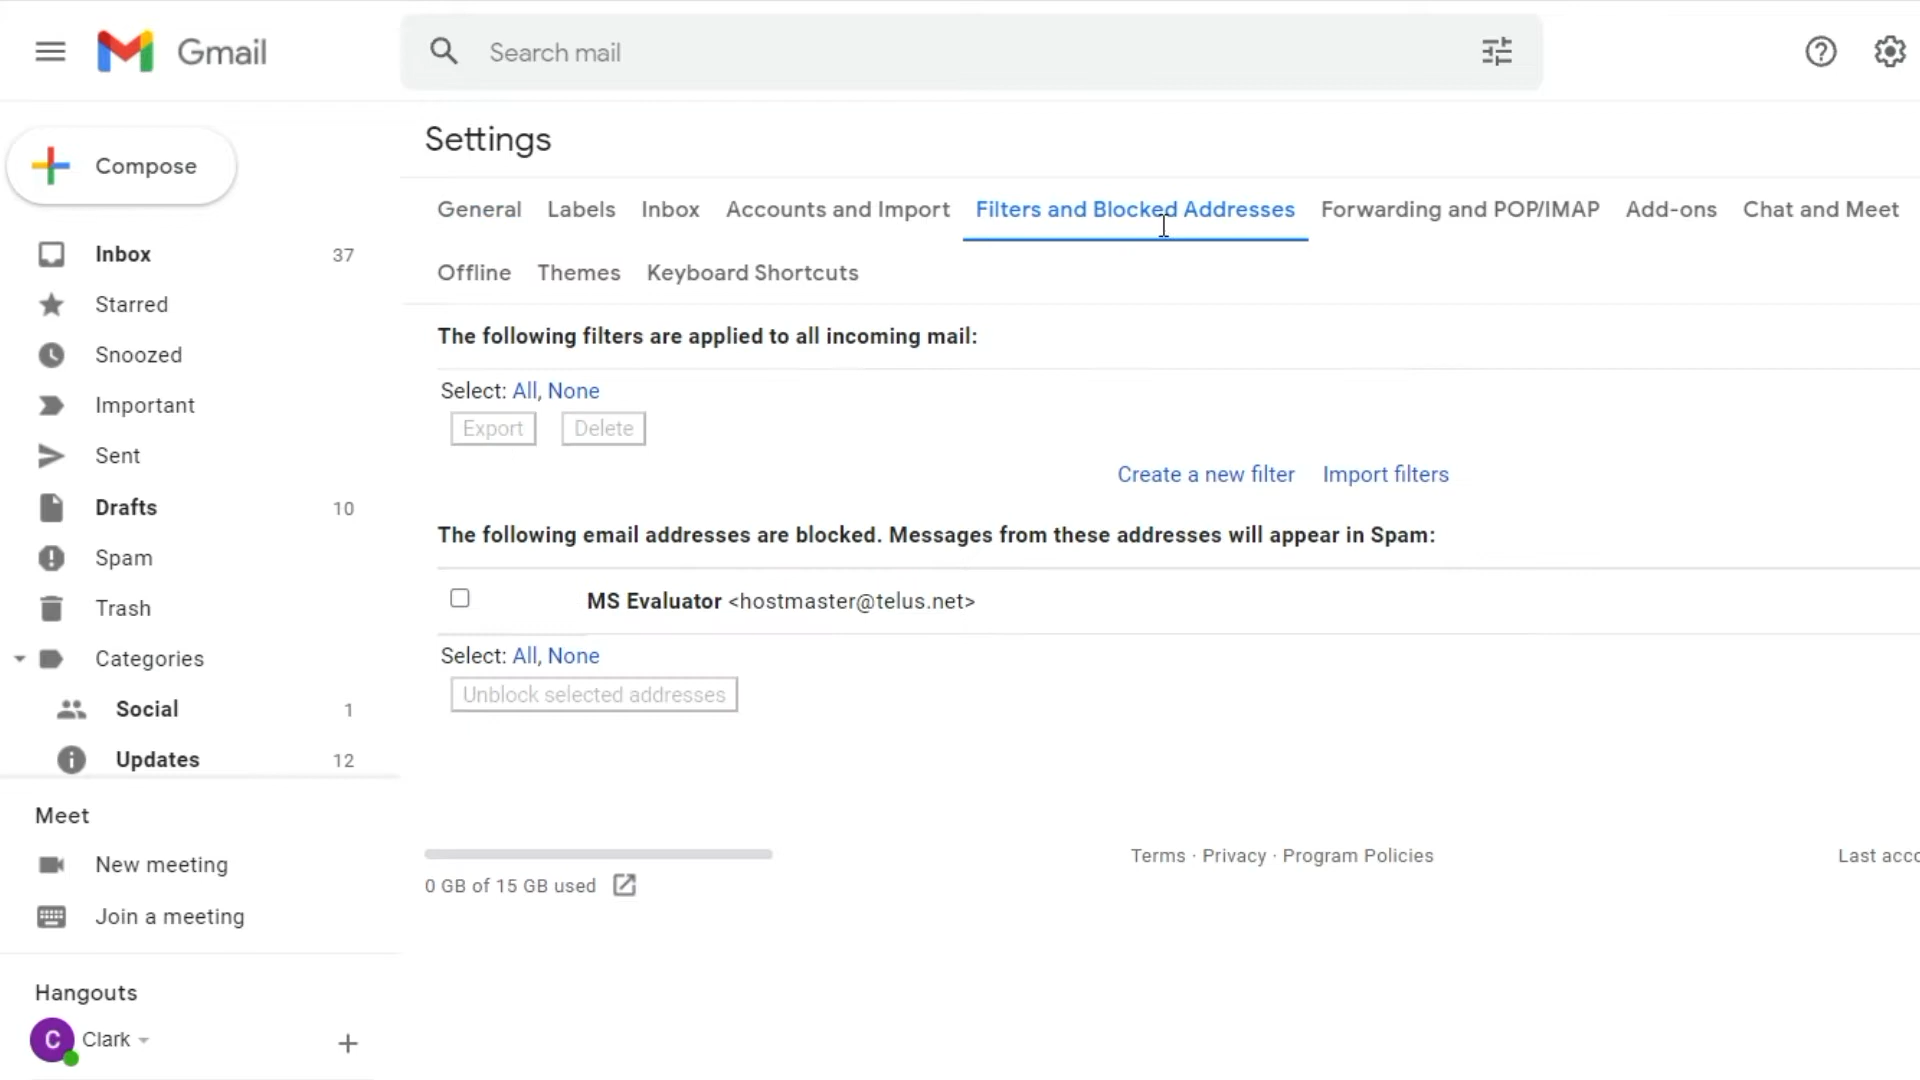 Gmail
Search mail
Compose
Inbox 37
Starred
Snoozed
Important
Sent
Drafts 10
Spam
Trash
Categories
Social 1
Updates 12
Meet
New meeting
Join a meeting
Hangouts
C Clark
Settings
General Labels Inbox Accounts and Import Filters and Blocked Addresses Forwarding and POP/IMAP Add-ons Chat and Meet
Offline Themes Keyboard Shortcuts
The following filters are applied to all incoming mail:
Select: All, None
Export Delete
Create a new filter Import filters
The following email addresses are blocked. Messages from these addresses will appear in Spam:
MS Evaluator <hostmaster@telus.net>
Select: All, None
Unblock selected addresses
Terms · Privacy · Program Policies
Last acco
0 GB of 15 GB used